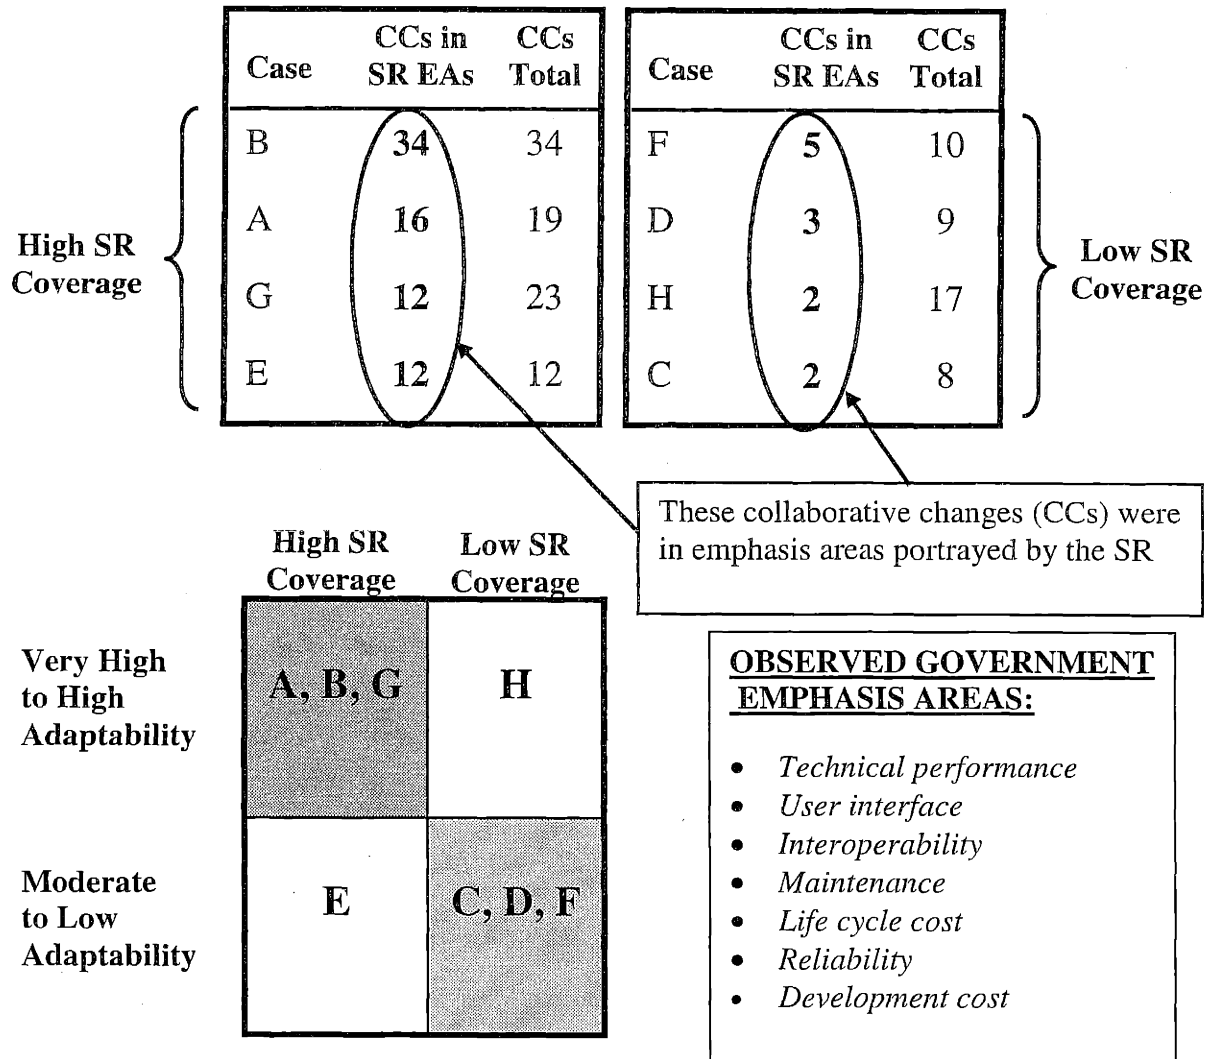 CCs in CCs
Case SR EAs Total
B 34 34
A 16 19
G 12 23
E 12 12
High SR
Coverage
CCs in CCs
Case SR EAs Total
F 5 10
D 3 9
H 2 17
C 2 8
Low SR
Coverage
These collaborative changes (CCs) were
in emphasis areas portrayed by the SR
High SR Low SR
Coverage Coverage
Very High
to High
Adaptability
A, B, G H
Moderate
to Low
Adaptability
E C, D, F
OBSERVED GOVERNMENT
EMPHASIS AREAS:
• Technical performance
• User interface
• Interoperability
• Maintenance
• Life cycle cost
• Reliability
• Development cost